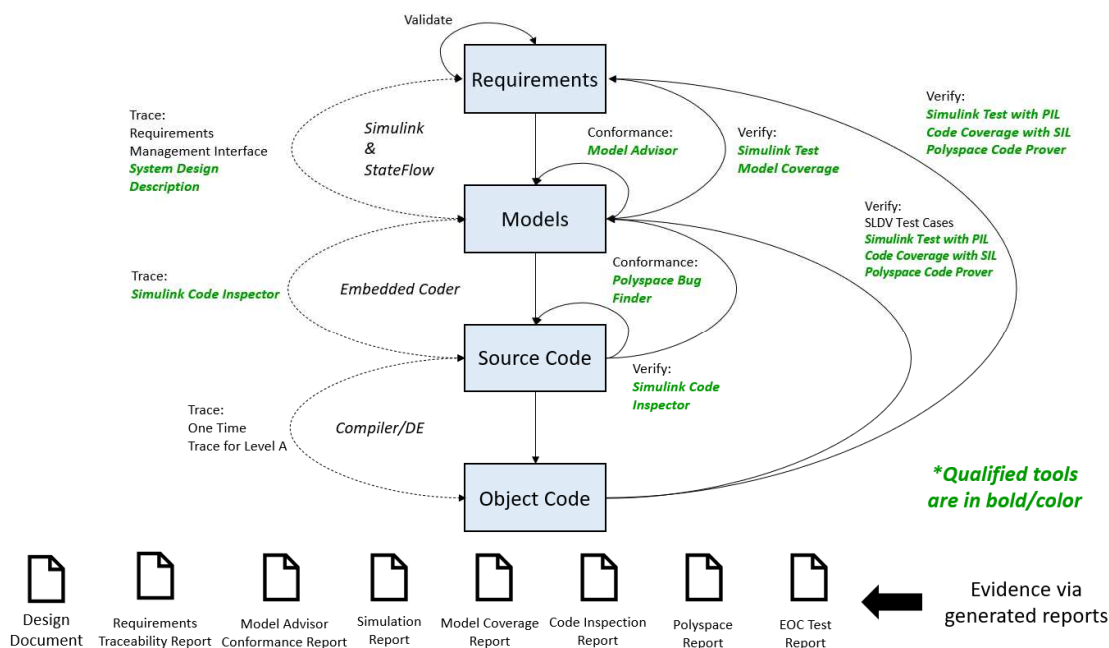 Validate
Requirements
Trace:
Requirements
Management Interface
System Design
Description
Simulink
&
StateFlow
Conformance:
Model Advisor
Verify:
Simulink Test
Model Coverage
Verify:
Simulink Test with PIL
Code Coverage with SIL
Polyspace Code Prover
Models
Verify:
SLDV Test Cases
Simulink Test with PIL
Code Coverage with SIL
Polyspace Code Prover
Trace:
Simulink Code Inspector
Embedded Coder
Conformance:
Polyspace Bug
Finder
Source Code
Verify:
Simulink Code
Inspector
Trace:
One Time
Trace for Level A
Compiler/DE
Object Code
*Qualified tools
are in bold/color
Design
Document
Requirements
Traceability Report
Model Advisor
Conformance Report
Simulation
Report
Model Coverage
Report
Code Inspection
Report
Polyspace
Report
EOC Test
Report
Evidence via
generated reports